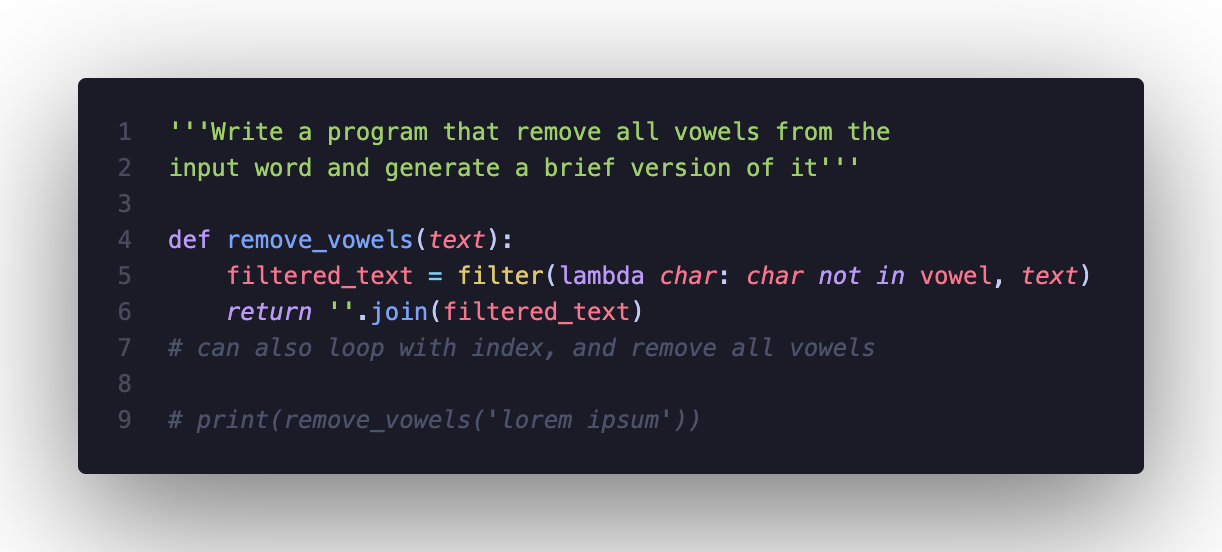 1 '''Write a program that remove all vowels from the
2 input word and generate a brief version of it'''
3
4 def remove_vowels(text):
5     filtered_text = filter(lambda char: char not in vowel, text)
6     return ''.join(filtered_text)
7 # can also loop with index, and remove all vowels
8
9 # print(remove_vowels('lorem ipsum'))